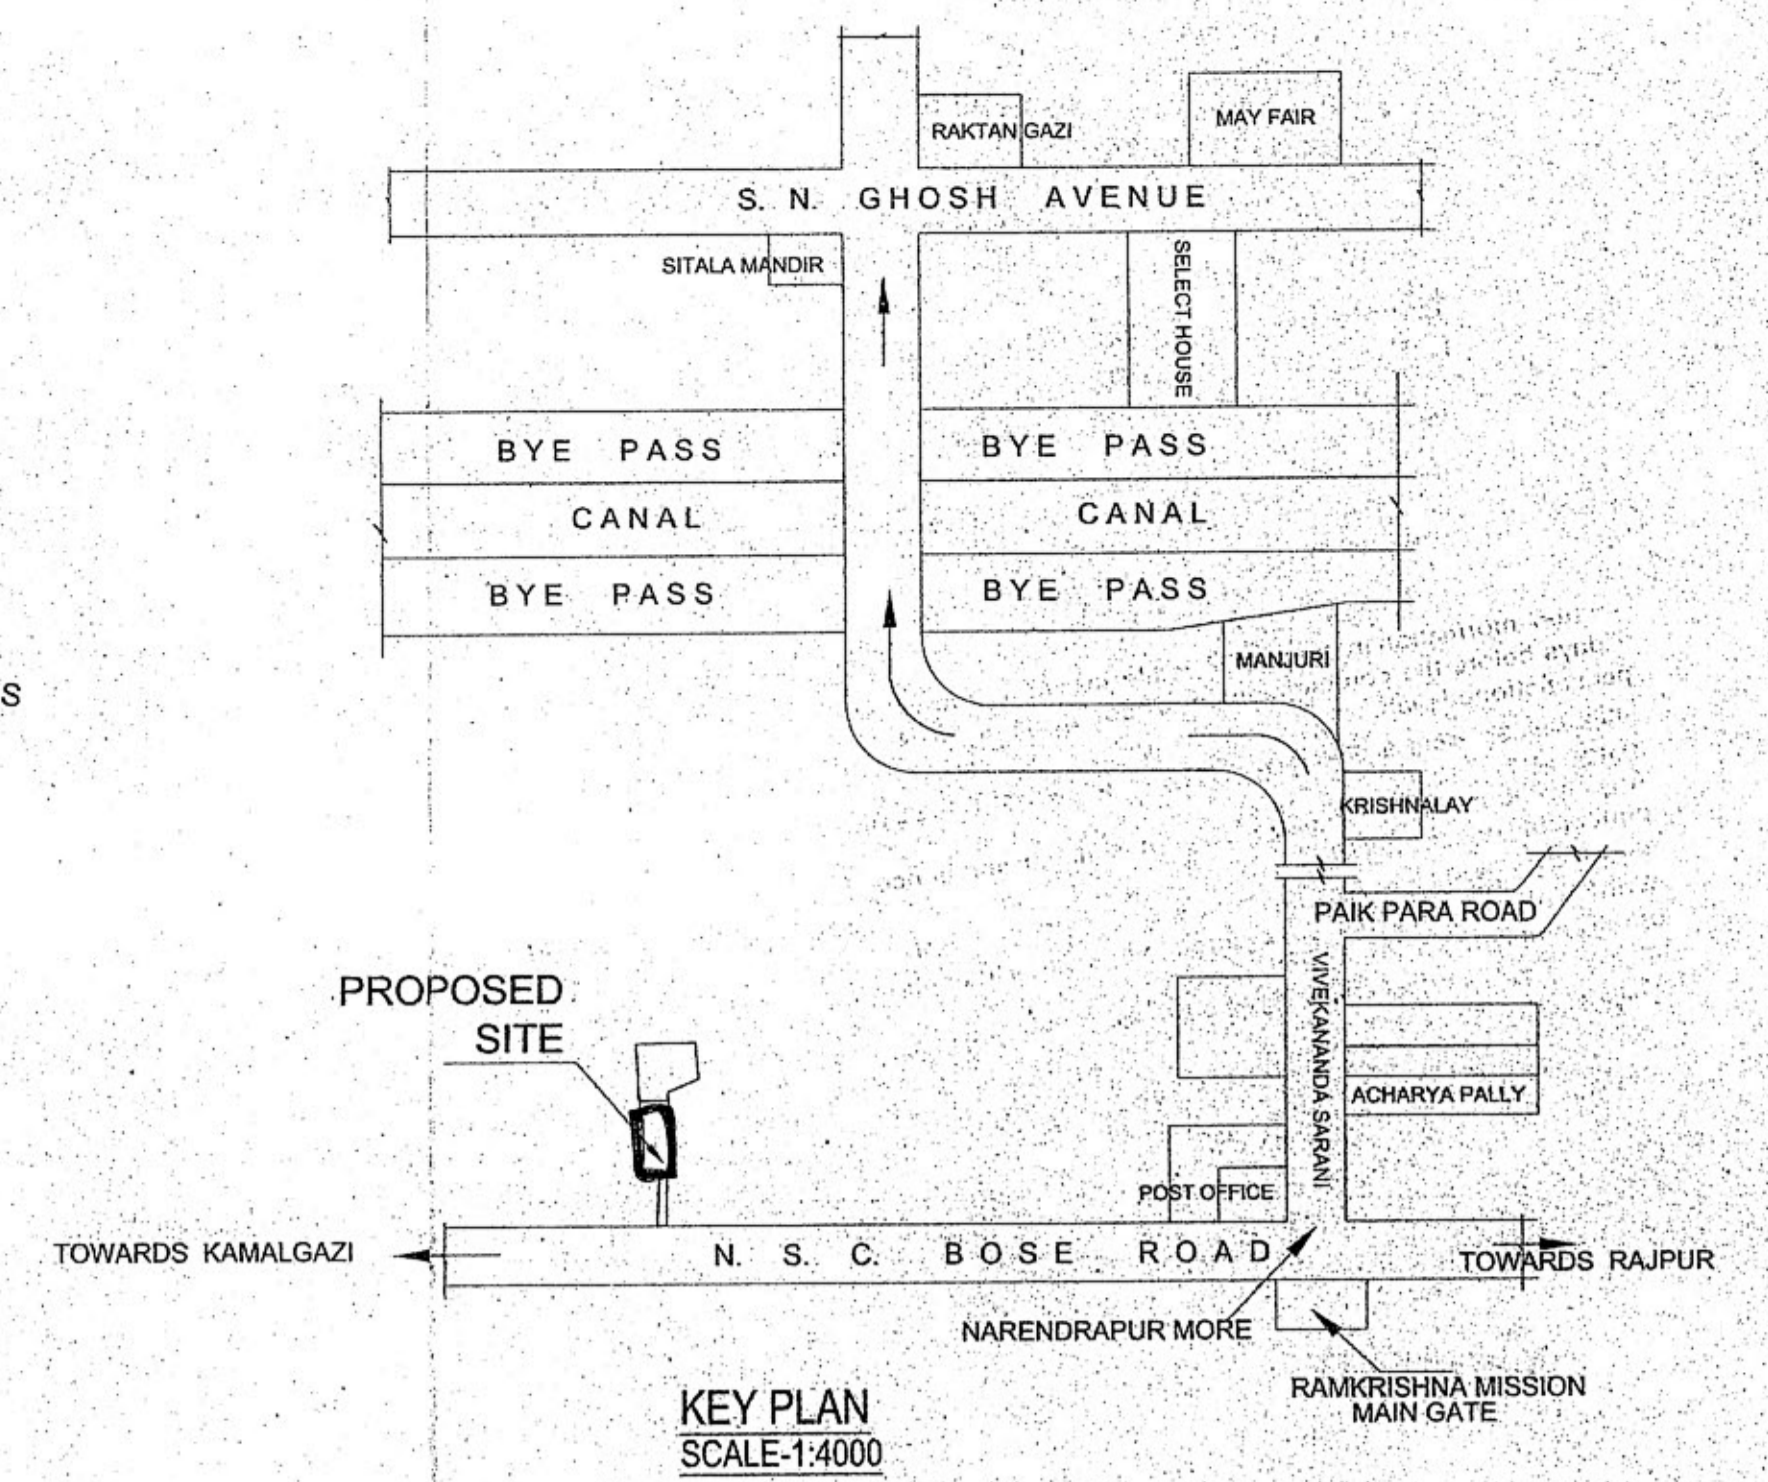 RAKTAN GAZI
MAY FAIR
S. N. GHOSH AVENUE
SITALA MANDIR
SELECT HOUSE
BYE PASS
BYE PASS
CANAL
CANAL
BYE PASS
BYE PASS
MANJURI
S
KRISHNALAY
PAIK PARA ROAD
VIVEKANANDA SARANI
PROPOSED
SITE
ACHARYA PALLY
POST OFFICE
TOWARDS KAMALGAZI
N. S. C. BOSE ROAD
TOWARDS RAJPUR
NARENDRAPUR MORE
RAMKRISHNA MISSION
MAIN GATE
KEY PLAN
SCALE-1:4000